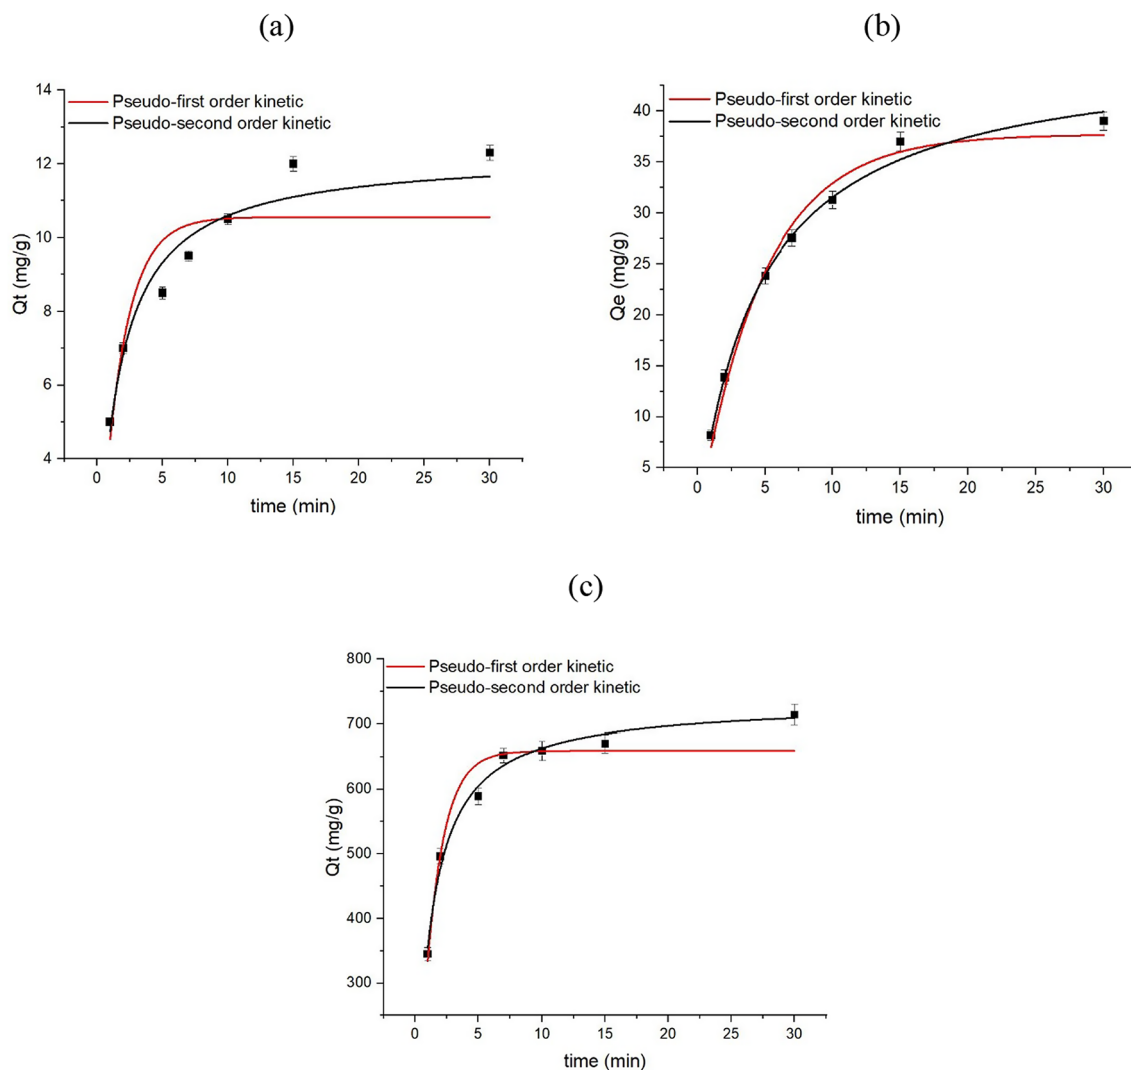 (a)
Pseudo-first order kinetic
Pseudo-second order kinetic
Qt (mg/g)
14
12
10
8
6
4
0 5 10 15 20 25 30
time (min)
(b)
Pseudo-first order kinetic
Pseudo-second order kinetic
Qe (mg/g)
40
35
30
25
20
15
10
5
0 5 10 15 20 25 30
time (min)
(c)
Pseudo-first order kinetic
Pseudo-second order kinetic
Qt (mg/g)
800
700
600
500
400
300
0 5 10 15 20 25 30
time (min)